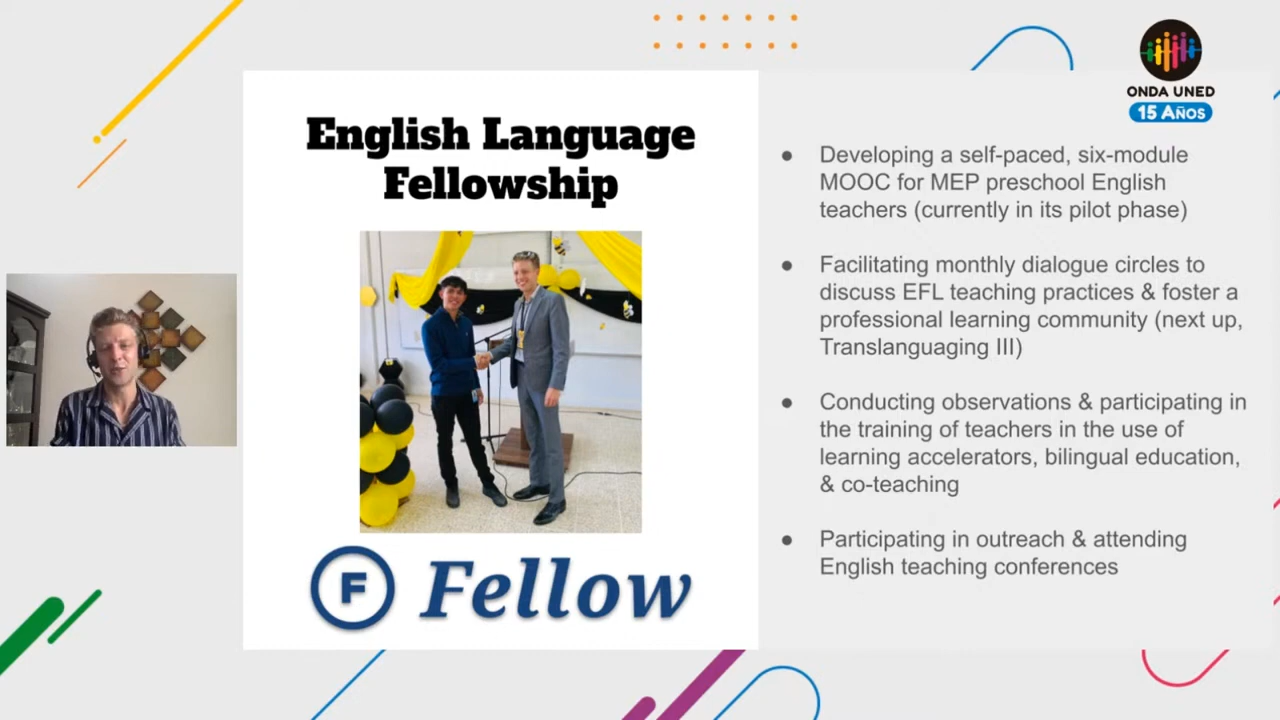 ONDA UNED
15 AÑOS
English Language
Fellowship
F Fellow
● Developing a self-paced, six-module
MOOC for MEP preschool English
teachers (currently in its pilot phase)
● Facilitating monthly dialogue circles to
discuss EFL teaching practices & foster a
professional learning community (next up,
Translanguaging III)
● Conducting observations & participating in
the training of teachers in the use of
learning accelerators, bilingual education,
& co-teaching
● Participating in outreach & attending
English teaching conferences